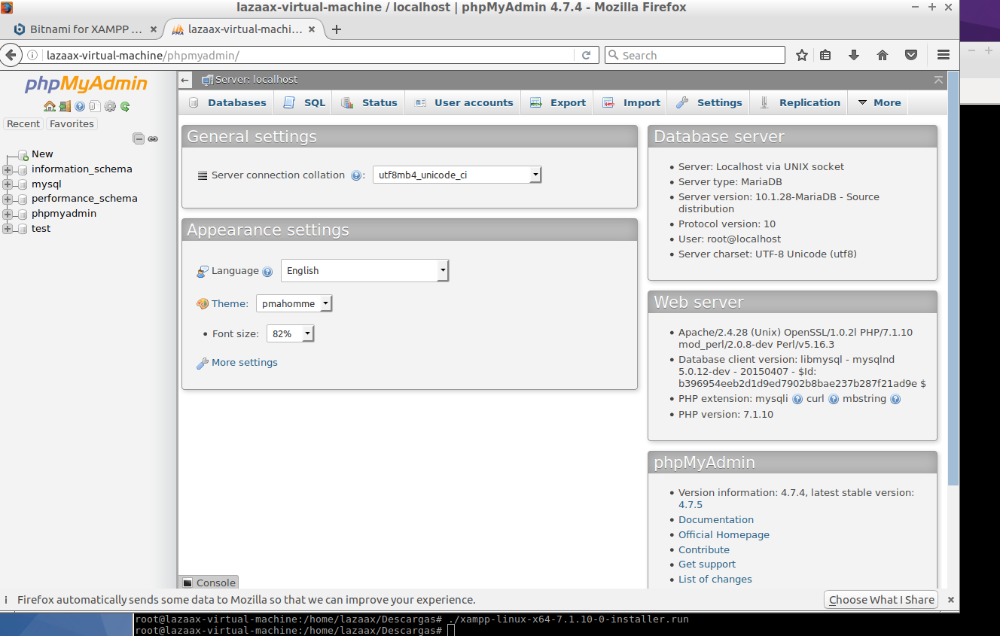 lazaax-virtual-machine / localhost | phpMyAdmin 4.7.4 - Mozilla Firefox
Bitnami for XAMPP ...
lazaax-virtual-machi...
lazaax-virtual-machine/phpmyadmin/
Search
phpMyAdmin
Recent
Favorites
New
information_schema
mysql
performance_schema
phpmyadmin
test
Server: localhost
Databases
SQL
Status
User accounts
Export
Import
Settings
Replication
More
General settings
Server connection collation :
utf8mb4_unicode_ci
Appearance settings
Language
English
Theme:
pmahomme
Font size:
82%
More settings
Database server
Server: Localhost via UNIX socket
Server type: MariaDB
Server version: 10.1.28-MariaDB - Source
distribution
Protocol version: 10
User: root@localhost
Server charset: UTF-8 Unicode (utf8)
Web server
Apache/2.4.28 (Unix) OpenSSL/1.0.2l PHP/7.1.10
mod_perl/2.0.8-dev Perl/v5.16.3
Database client version: libmysql - mysqlnd
5.0.12-dev - 20150407 - $Id:
b396954eeb2d1d9ed7902b8bae237b287f21ad9e $
PHP extension: mysqli curl mbstring
PHP version: 7.1.10
phpMyAdmin
Version information: 4.7.4, latest stable version:
4.7.5
Documentation
Official Homepage
Contribute
Get support
List of changes
Console
Firefox automatically sends some data to Mozilla so that we can improve your experience.
Choose What I Share
root@lazaax-virtual-machine:/home/lazaax/Descargas# ./xampp-linux-x64-7.1.10-0-installer.run
root@lazaax-virtual-machine:/home/lazaax/Descargas#